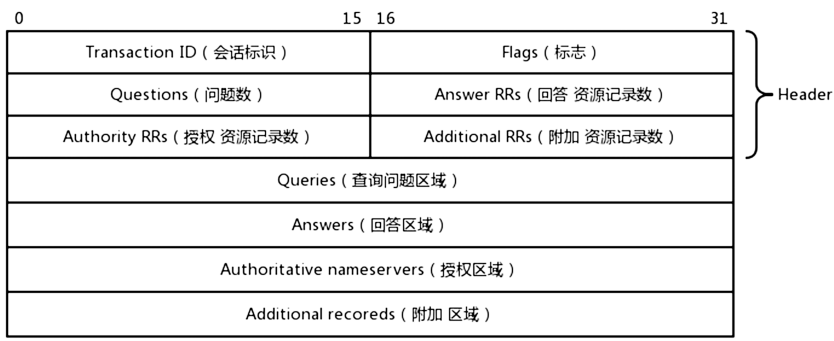 0 15 16 31
Transaction ID（会话标识） Flags（标志）
Questions（问题数） Answer RRs（回答 资源记录数） Header
Authority RRs（授权 资源记录数） Additional RRs（附加 资源记录数）
Queries（查询问题区域）
Answers（回答区域）
Authoritative nameservers（授权区域）
Additional recoreds（附加 区域）